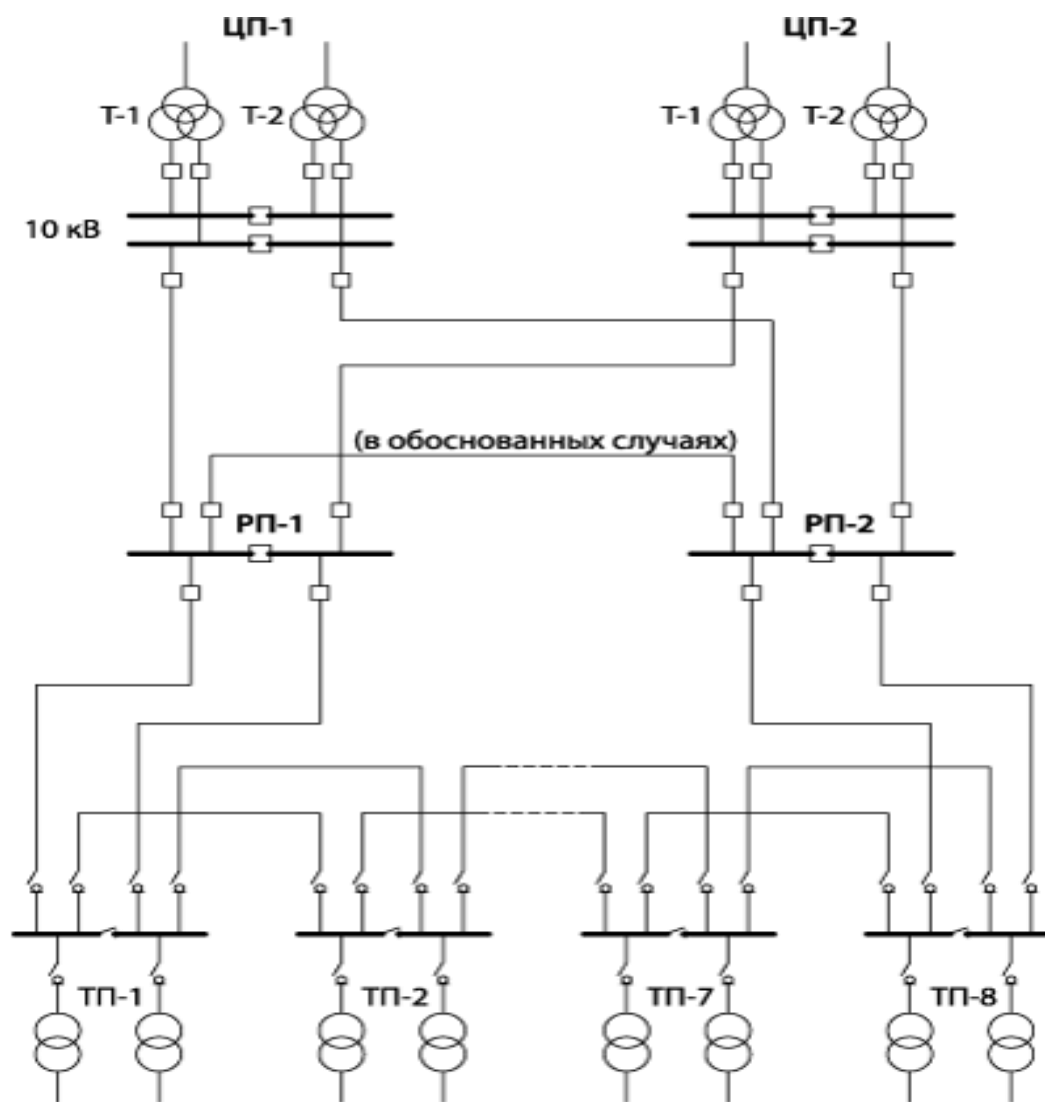 ЦП-1 ЦП-2
Т-1 Т-2 Т-1 Т-2
10 кВ
(в обоснованных случаях)
РП-1 РП-2
ТП-1 ТП-2 ТП-7 ТП-8